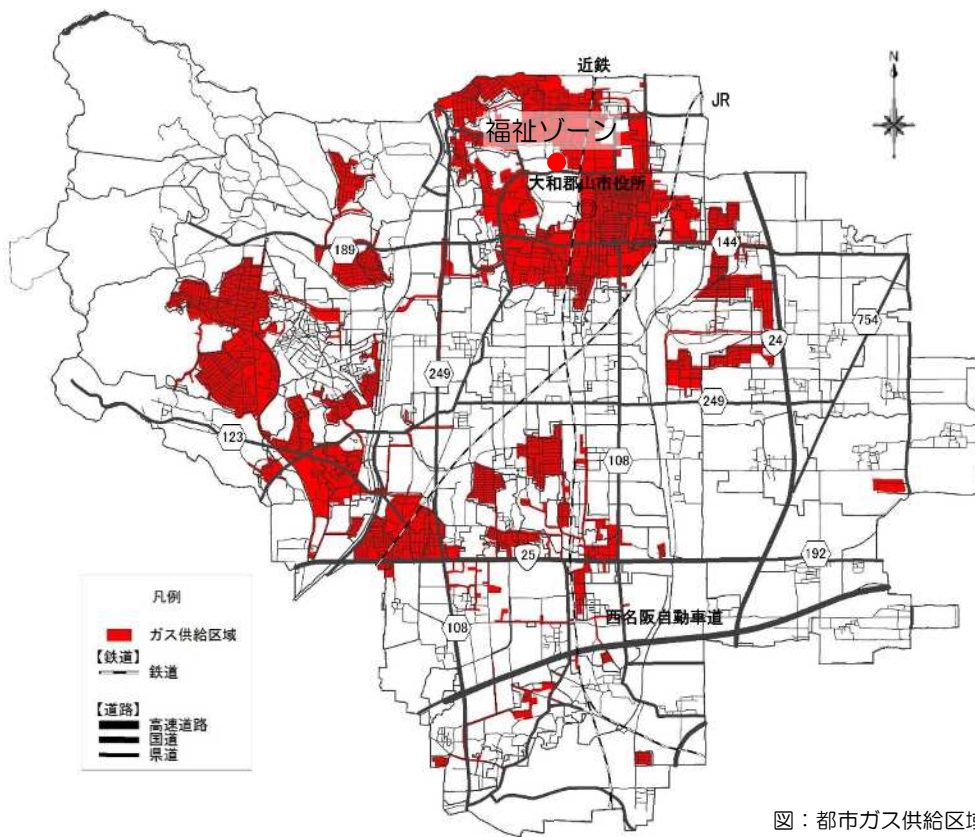 近鉄
N
JR
福祉ゾーン
大和郡山市役所
189
144
754
24
249
249
123
108
25
192
108
西名阪自動車道
凡例
ガス供給区域
【鉄道】
鉄道
【道路】
高速道路
国道
県道
図：都市ガス供給区域